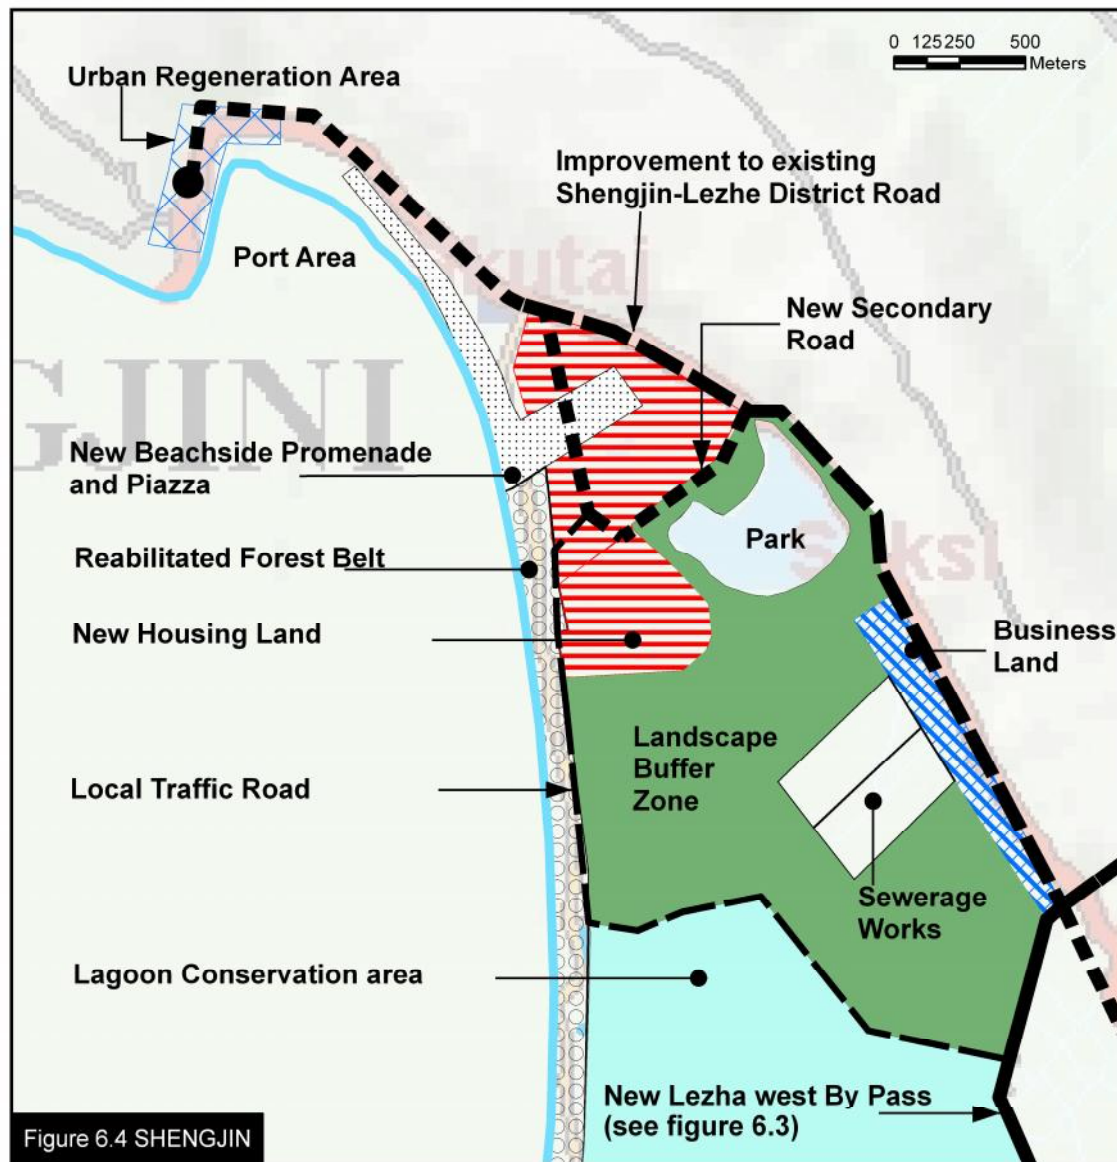 0 125 250 500
Meters
Urban Regeneration Area
Improvement to existing
Shengjin-Lezhe District Road
Port Area
kutaj
New Secondary
Road
GJINI
New Beachside Promenade
and Piazza
Park
Reabilitated Forest Belt
New Housing Land
Business
Land
Landscape
Buffer
Zone
Local Traffic Road
Sewerage
Works
Lagoon Conservation area
New Lezha west By Pass
(see figure 6.3)
Figure 6.4 SHENGJIN